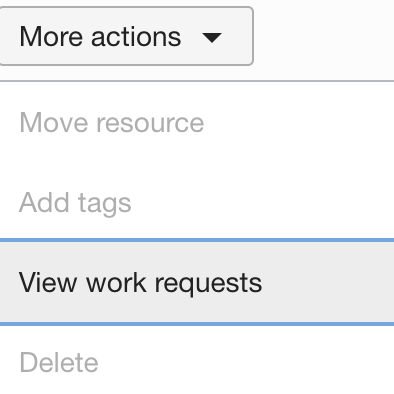 More actions
Move resource
Add tags
View work requests
Delete